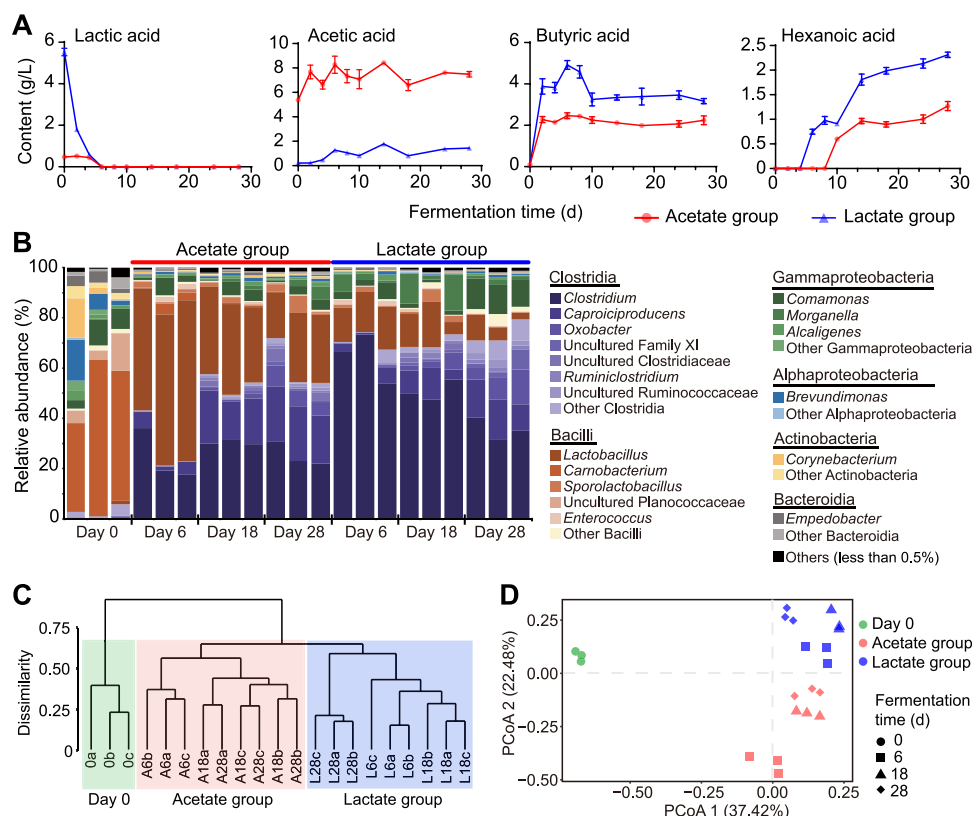 A
Lactic acid
Acetic acid
Butyric acid
Hexanoic acid
Content (g/L)
6
4
2
0
0 10 20 30
10
8
6
4
2
0
0 10 20 30
6
4
2
0
0 10 20 30
2.5
2
1.5
1
0.5
0
0 10 20 30
Fermentation time (d)
Acetate group
Lactate group
B
Acetate group
Lactate group
Relative abundance (%)
100
80
60
40
20
0
Day 0 Day 6 Day 18 Day 28 Day 6 Day 18 Day 28
Clostridia
Clostridium
Caproiciproducens
Oxobacter
Uncultured Family XI
Uncultured Clostridiaceae
Ruminiclostridium
Uncultured Ruminococcaceae
Other Clostridia
Bacilli
Lactobacillus
Carnobacterium
Sporolactobacillus
Uncultured Planococcaceae
Enterococcus
Other Bacilli
Gammaproteobacteria
Comamonas
Morganella
Alcaligenes
Other Gammaproteobacteria
Alphaproteobacteria
Brevundimonas
Other Alphaproteobacteria
Actinobacteria
Corynebacterium
Other Actinobacteria
Bacteroidia
Empedobacter
Other Bacteroidia
Others (less than 0.5%)
C
Dissimilarity
0.75
0.50
0.25
0
0a 0b 0c A6b A6a A6c A18a A28a A18c A28c A18b A28b L28c L28a L28b L6c L6a L6b L18b L18a L18c
Day 0
Acetate group
Lactate group
D
PCoA 2 (22.48%)
0.25
0.00
−0.25
−0.50
−0.50 −0.25 0.00 0.25
PCoA 1 (37.42%)
Day 0
Acetate group
Lactate group
Fermentation
time (d)
0
6
18
28